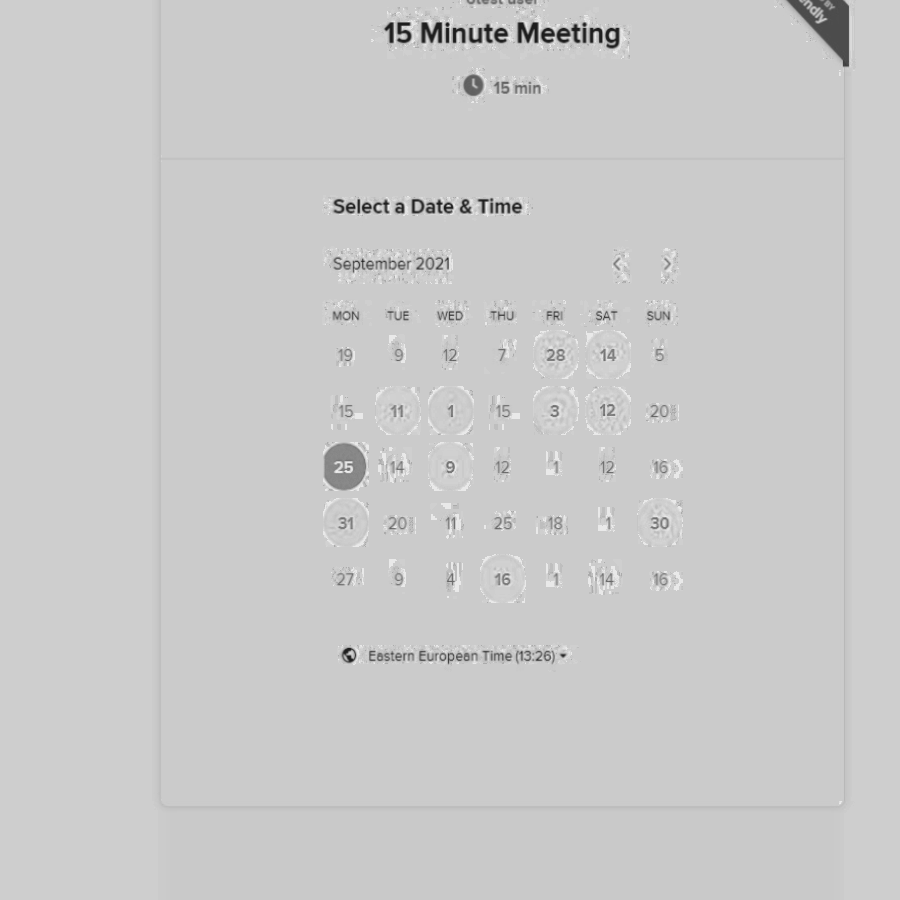 15 Minute Meeting
15 min
Select a Date & Time
September 2021
MON TUE WED THU FRI SAT SUN
19 9 12 7 28 14 5
15 11 1 15 3 12 20
25 14 9 12 1 12 16
31 20 11 25 18 1 30
27 9 4 16 1 14 16
Eastern European Time (13:26)